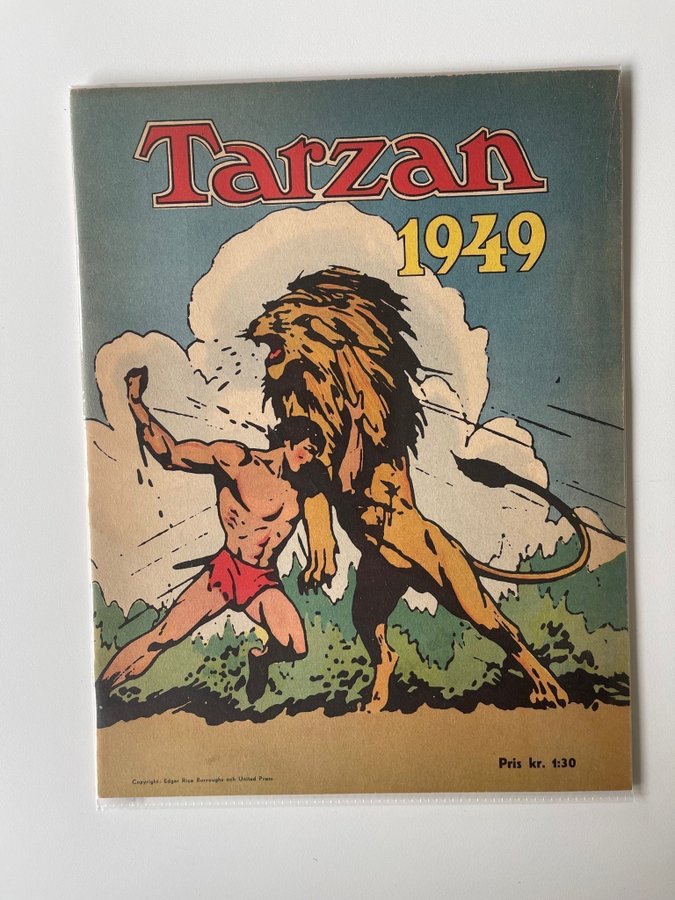 Tarzan
1949
Pris kr. 1:30
Copyright: Edgar Rice Burroughs och United Press